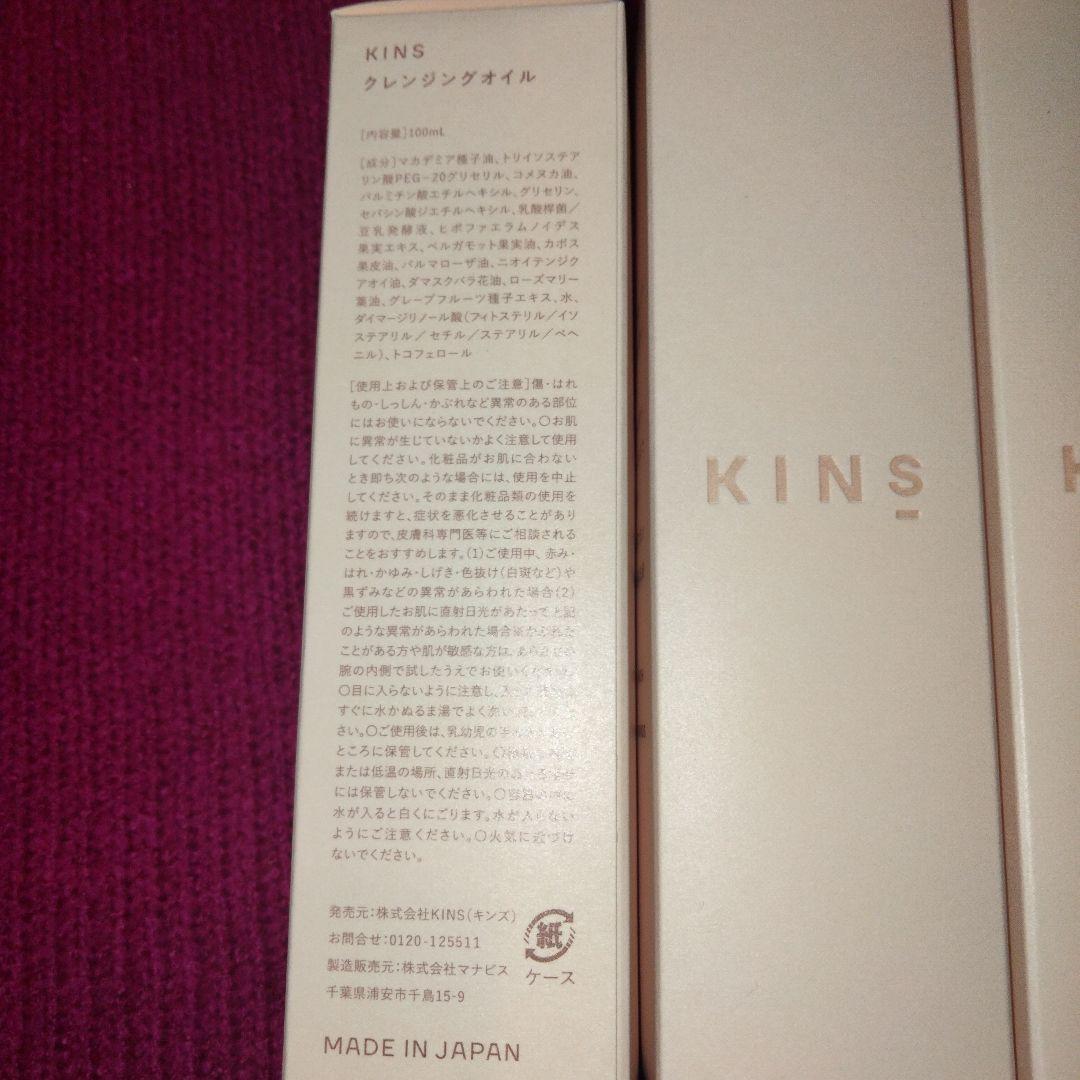 KINS
クレンジングオイル
[内容量]100mL
[成分]マカデミア種子油、トリイソステア
リン酸PEG-20グリセリル、コメヌカ油、
パルミチン酸エチルヘキシル、グリセリン、
セバシン酸ジエチルヘキシル、乳酸桿菌/
豆乳発酵液、ヒポファエラムノイデス
果実エキス、ベルガモット果実油、カボス
果皮油、パルマローザ油、ニオイテンジク
アオイ油、ダマスクバラ花油、ローズマリー
葉油、グレープフルーツ種子エキス、水、
ダイマージリノール酸(フィトステリル/イソ
ステアリル/セチル/ステアリル/ベヘ
ニル)、トコフェロール
[使用上および保管上のご注意]傷・はれ
もの・しっしん・かぶれなど異常のある部位
にはお使いにならないでください。〇お肌
に異常が生じていないかよく注意して使用
してください。化粧品がお肌に合わない
とき即ち次のような場合には、使用を中止
してください。そのまま化粧品類の使用を
続けますと、症状を悪化させることがあり
ますので、皮膚科専門医等にご相談される
ことをおすすめします。(1)ご使用中、赤み・
はれ・かゆみ・しげき・色抜け(白斑など)や
黒ずみなどの異常があらわれた場合(2)
ご使用したお肌に直射日光があたって上記
のような異常があらわれた場合※かぶれた
ことがある方や肌が敏感な方は、あらかじめ
腕の内側で試したうえでお使いください。
〇目に入らないように注意し、
すぐに水かぬるま湯でよく洗い
さい。〇ご使用後は、乳幼児の
ところに保管してください。
または低温の場所、直射日光の
には保管しないでください。〇容器
水が入ると白くにごります。水が入らない
ようにご注意ください。〇火気に近づけ
ないでください。
発売元:株式会社KINS(キンズ)
お問合せ:0120-125511
製造販売元:株式会社マナビス
千葉県浦安市千鳥15-9
紙
ケース
MADE IN JAPAN
KINS
K